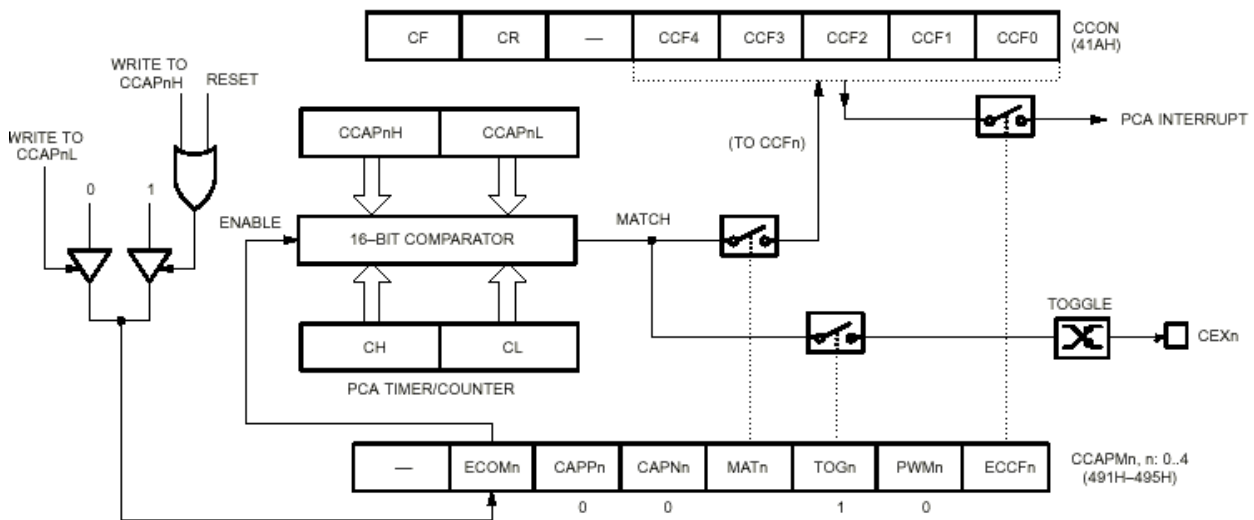 CF CR — CCF4 CCF3 CCF2 CCF1 CCF0
CCON
(41AH)
WRITE TO
CCAPnH
RESET
WRITE TO
CCAPnL
0 1
CCAPnH CCAPnL
(TO CCFn)
PCA INTERRUPT
ENABLE
16–BIT COMPARATOR
MATCH
TOGGLE
CEXn
CH CL
PCA TIMER/COUNTER
— ECOMn CAPPn CAPNn MATn TOGn PWMn ECCFn
CCAPMn, n: 0..4
(491H–495H)
0 0 1 0